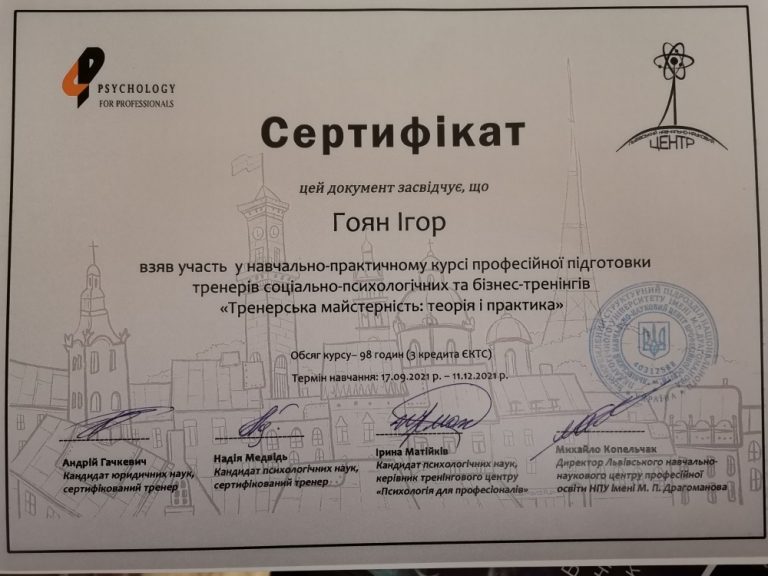 PSYCHOLOGY
FOR PROFESSIONALS
ЛЬВІВСЬКИЙ НАВЧАЛЬНО-НАУКОВИЙ
ЦЕНТР
Сертифікат
цей документ засвідчує, що
Гоян Ігор
взяв участь у навчально-практичному курсі професійної підготовки
тренерів соціально-психологічних та бізнес-тренінгів
«Тренерська майстерність: теорія і практика»
Обсяг курсу– 98 годин (3 кредита ЄКТС)
Термін навчання: 17.09.2021 р. – 11.12.2021 р.
Андрій Гачкевич
Кандидат юридичних наук,
сертифікований тренер
Надія Медвідь
Кандидат психологічних наук,
сертифікований тренер
Ірина Матійків
Кандидат психологічних наук,
керівник тренінгового центру
«Психологія для професіоналів»
Михайло Копельчак
Директор Львівського навчально-
наукового центру професійної
освіти НПУ імені М. П. Драгоманова